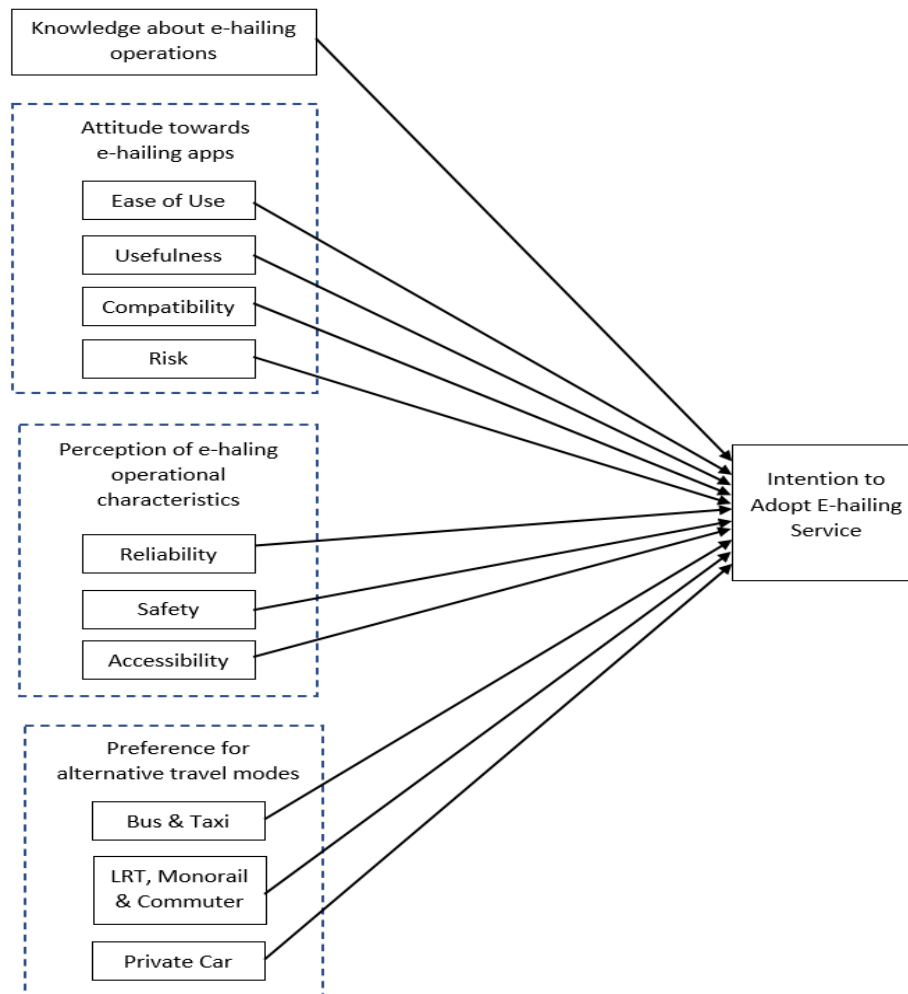 Knowledge about e-hailing
operations
Attitude towards
e-hailing apps
Ease of Use
Usefulness
Compatibility
Risk
Perception of e-haling
operational
characteristics
Reliability
Safety
Accessibility
Preference for
alternative travel modes
Bus & Taxi
LRT, Monorail
& Commuter
Private Car
Intention to
Adopt E-hailing
Service